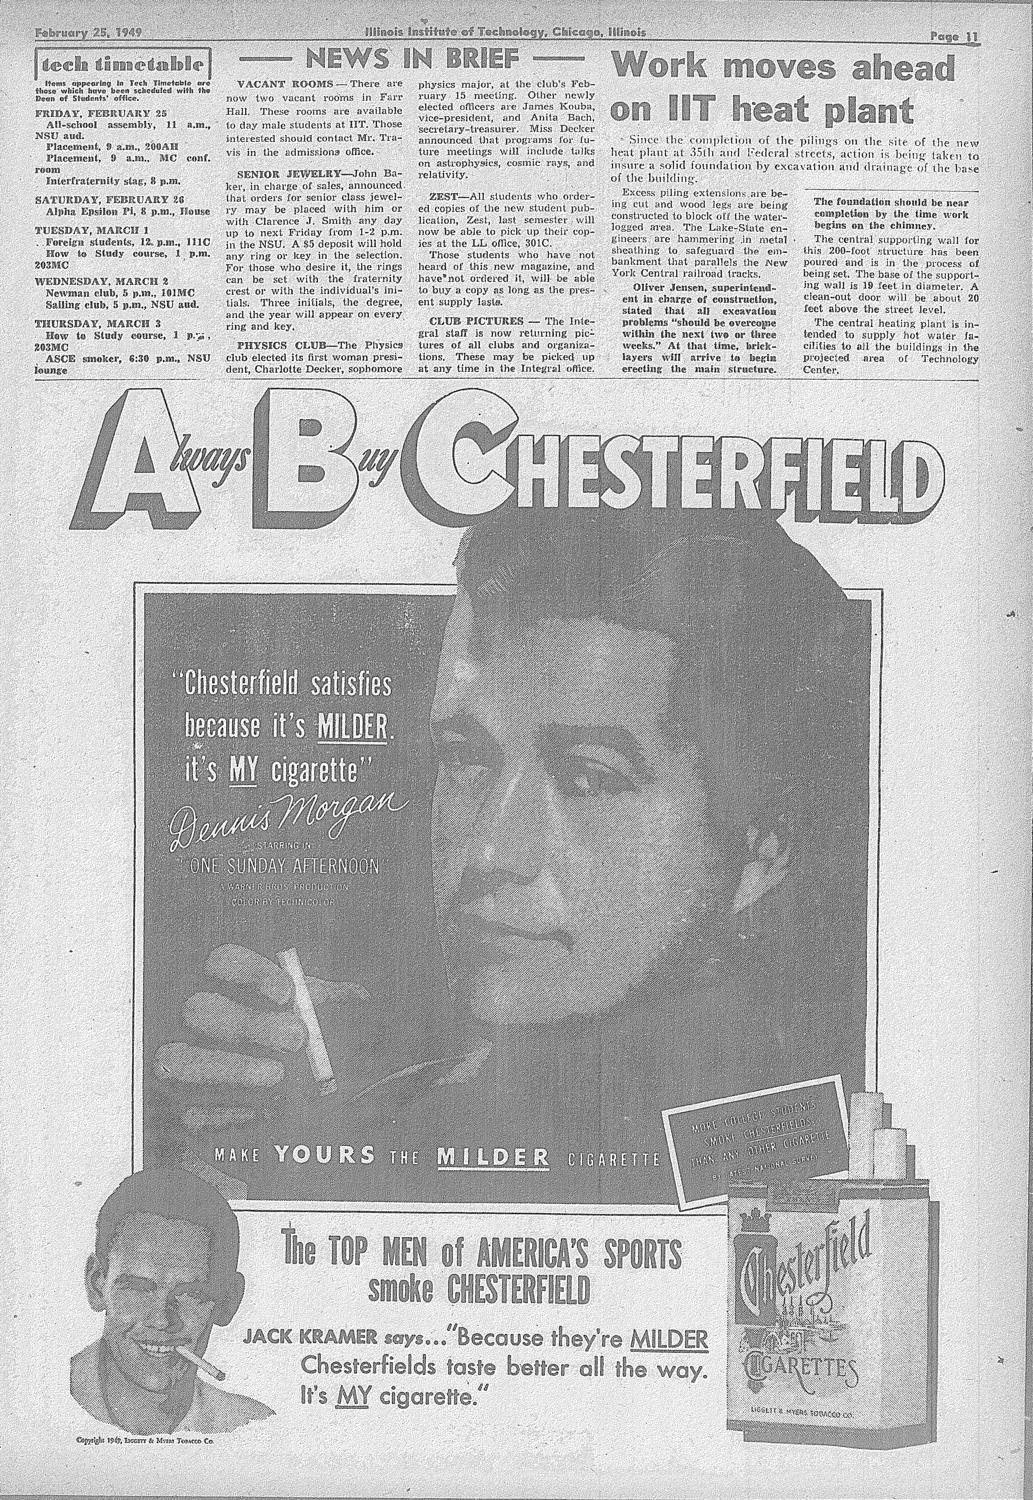 February 25, 1949
Illinois Institute of Technology, Chicago, Illinois
Page 11
tech timetable
Items appearing in Tech Timetable are
those which have been scheduled with the
Dean of Students' office.
FRIDAY, FEBRUARY 25
All-school assembly, 11 a.m.,
NSU aud.
Placement, 9 a.m., 200AH
Placement, 9 a.m., MC conf.
room
Interfraternity stag, 8 p.m.
SATURDAY, FEBRUARY 26
Alpha Epsilon Pi, 8 p.m., House
TUESDAY, MARCH 1
Foreign students, 12. p.m., 111C
How to Study course, 1 p.m.
203MC
WEDNESDAY, MARCH 2
Newman club, 5 p.m., 101MC
Sailing club, 5 p.m., NSU aud.
THURSDAY, MARCH 3
How to Study course, 1
203MC
ASCE smoker, 6:30 p.m., NSU
lounge
NEWS IN BRIEF
VACANT ROOMS — There are
now two vacant rooms in Farr
Hall. These rooms are available
to day male students at IIT. Those
interested should contact Mr. Tra-
vis in the admissions office.
SENIOR JEWELRY—John Ba-
ker, in charge of sales, announced
that orders for senior class jewel-
ry may be placed with him or
with Clarence J. Smith any day
up to next Friday from 1-2 p.m.
in the NSU. A $5 deposit will hold
any ring or key in the selection.
For those who desire it, the rings
can be set with the fraternity
crest or with the individual's ini-
tials. Three initials, the degree,
and the year will appear on every
ring and key.
PHYSICS CLUB—The Physics
club elected its first woman presi-
dent, Charlotte Decker, sophomore
physics major, at the club's Feb-
ruary 15 meeting. Other newly
elected officers are James Kouba,
vice-president, and Anita Bach,
secretary-treasurer. Miss Decker
announced that programs for fu-
ture meetings will include talks
on astrophysics, cosmic rays, and
relativity.
ZEST—All students who order-
ed copies of the new student pub-
lication, Zest, last semester will
now be able to pick up their cop-
ies at the LL office, 301C.
Those students who have not
heard of this new magazine, and
have not ordered it, will be able
to buy a copy as long as the pres-
ent supply lasts.
CLUB PICTURES — The Inte-
gral staff is now returning pic-
tures of all clubs and organiza-
tions. These may be picked up
at any time in the Integral office.
Work moves ahead
on IIT heat plant
Since the completion of the pilings on the site of the new
heat plant at 35th and Federal streets, action is being taken to
insure a solid foundation by excavation and drainage of the base
of the building.
Excess piling extensions are be-
ing cut and wood legs are being
constructed to block off the water-
logged area. The Lake-State en-
gineers are hammering in metal
sheathing to safeguard the em-
bankment that parallels the New
York Central railroad tracks.
Oliver Jensen, superintend-
ent in charge of construction,
stated that all excavation
problems "should be overcome
within the next two or three
weeks." At that time, brick-
layers will arrive to begin
erecting the main structure.
The foundation should be near
completion by the time work
begins on the chimney.
The central supporting wall for
this 200-foot structure has been
poured and is in the process of
being set. The base of the support-
ing wall is 19 feet in diameter. A
clean-out door will be about 20
feet above the street level.
The central heating plant is in-
tended to supply hot water fa-
cilities to all the buildings in the
projected area of Technology
Center.
Always Buy CHESTERFIELD
"Chesterfield satisfies
because it's MILDER.
it's MY cigarette"
Dennis Morgan
STARRING IN
"ONE SUNDAY AFTERNOON"
A WARNER BROS. PRODUCTION
COLOR BY TECHNICOLOR
MAKE YOURS THE MILDER CIGARETTE
MORE COLLEGE STUDENTS
SMOKE CHESTERFIELDS
THAN ANY OTHER CIGARETTE
BY LATEST NATIONAL SURVEY
The TOP MEN of AMERICA'S SPORTS
smoke CHESTERFIELD
JACK KRAMER says..."Because they're MILDER
Chesterfields taste better all the way.
It's MY cigarette."
Chesterfield
CIGARETTES
LIGGETT & MYERS TOBACCO CO.
Copyright 1949, LIGGETT & MYERS TOBACCO CO.